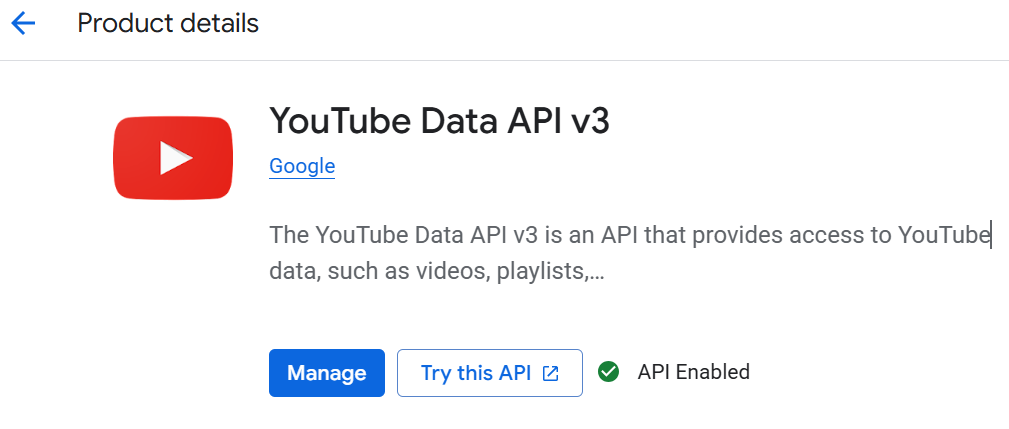 Product details
YouTube Data API v3
Google
The YouTube Data API v3 is an API that provides access to YouTube
data, such as videos, playlists,...
Manage
Try this API
API Enabled